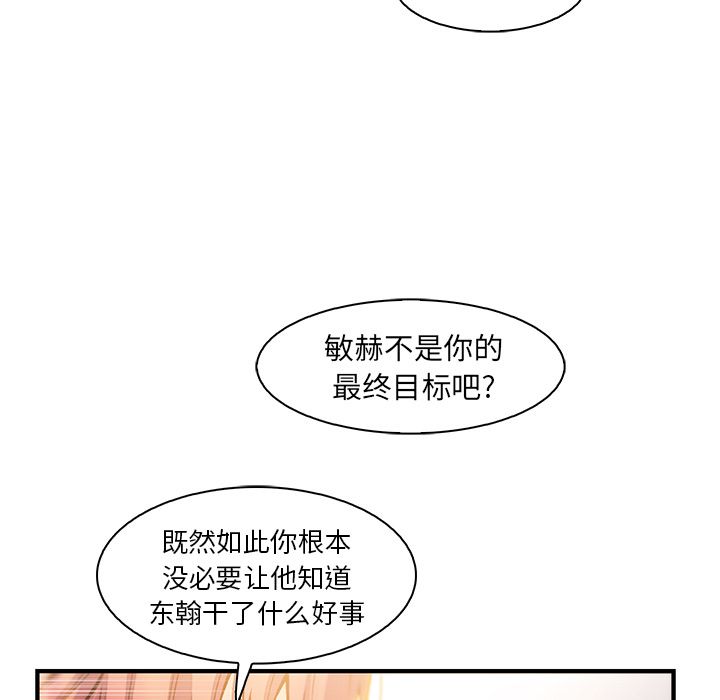 敏赫不是你的
最终目标吧?
既然如此你根本
没必要让他知道
东翰干了什么好事